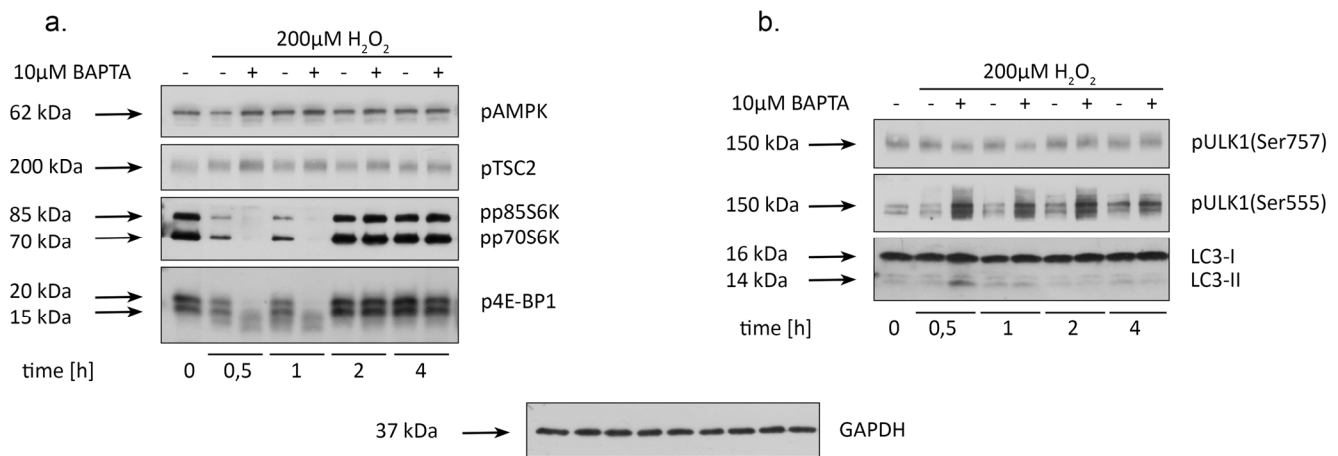 a.
200µM H₂O₂
10µM BAPTA - - + - + - + - +
62 kDa pAMPK
200 kDa pTSC2
85 kDa pp85S6K
70 kDa pp70S6K
20 kDa p4E-BP1
15 kDa
time [h] 0 0,5 1 2 4
b.
200µM H₂O₂
10µM BAPTA - - + - + - + - +
150 kDa pULK1(Ser757)
150 kDa pULK1(Ser555)
16 kDa LC3-I
14 kDa LC3-II
time [h] 0 0,5 1 2 4
37 kDa GAPDH